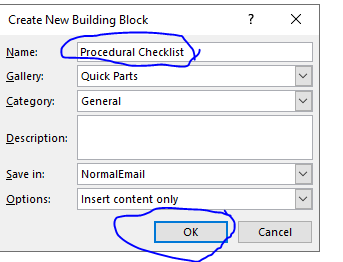 Create New Building Block ? ×
Name: Procedural Checklist
Gallery: Quick Parts
Category: General
Description:
Save in: NormalEmail
Options: Insert content only
OK Cancel